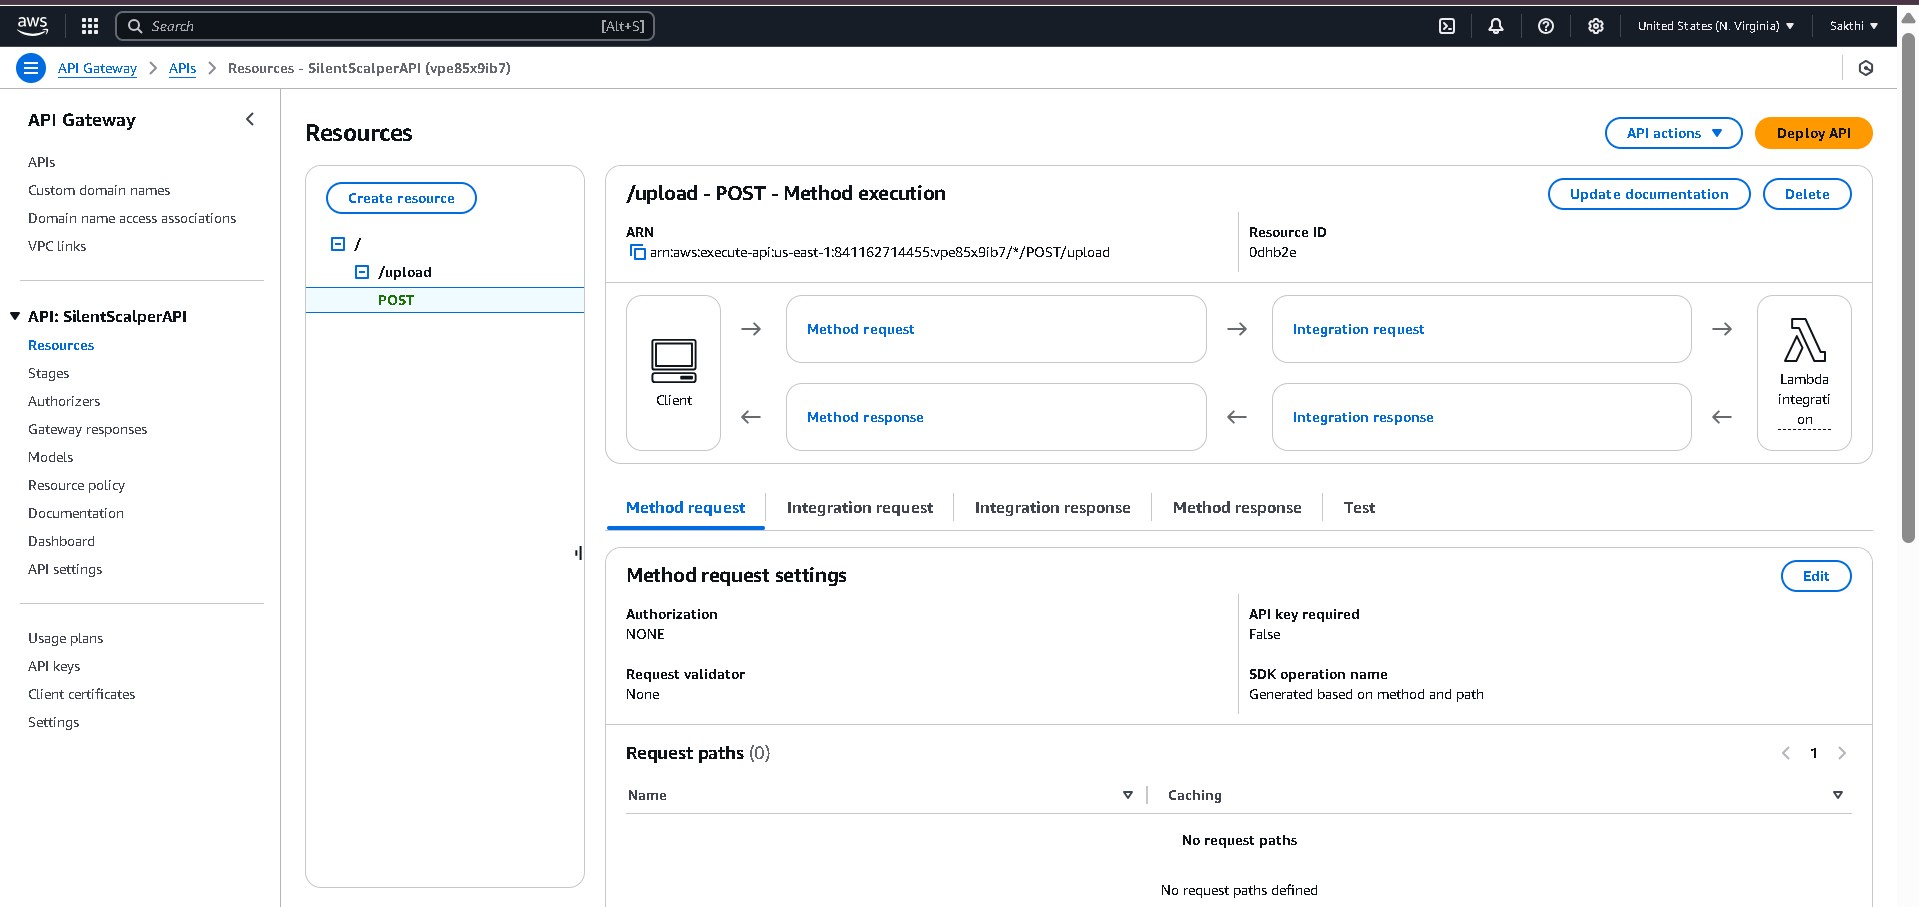 aws
Search [Alt+S]
United States (N. Virginia)
Sakthi
API Gateway
APIs
Resources - SilentScalperAPI (vpe85x9ib7)
API Gateway
APIs
Custom domain names
Domain name access associations
VPC links
API: SilentScalperAPI
Resources
Stages
Authorizers
Gateway responses
Models
Resource policy
Documentation
Dashboard
API settings
Usage plans
API keys
Client certificates
Settings
Resources
API actions
Deploy API
Create resource
/
/upload
POST
/upload - POST - Method execution
Update documentation
Delete
ARN
arn:aws:execute-api:us-east-1:841162714455:vpe85x9ib7/*/POST/upload
Resource ID
0dhb2e
Client
Method request
Integration request
Method response
Integration response
Lambda
integrati
on
Method request
Integration request
Integration response
Method response
Test
Method request settings
Edit
Authorization
NONE
API key required
False
Request validator
None
SDK operation name
Generated based on method and path
Request paths (0)
1
Name
Caching
No request paths
No request paths defined